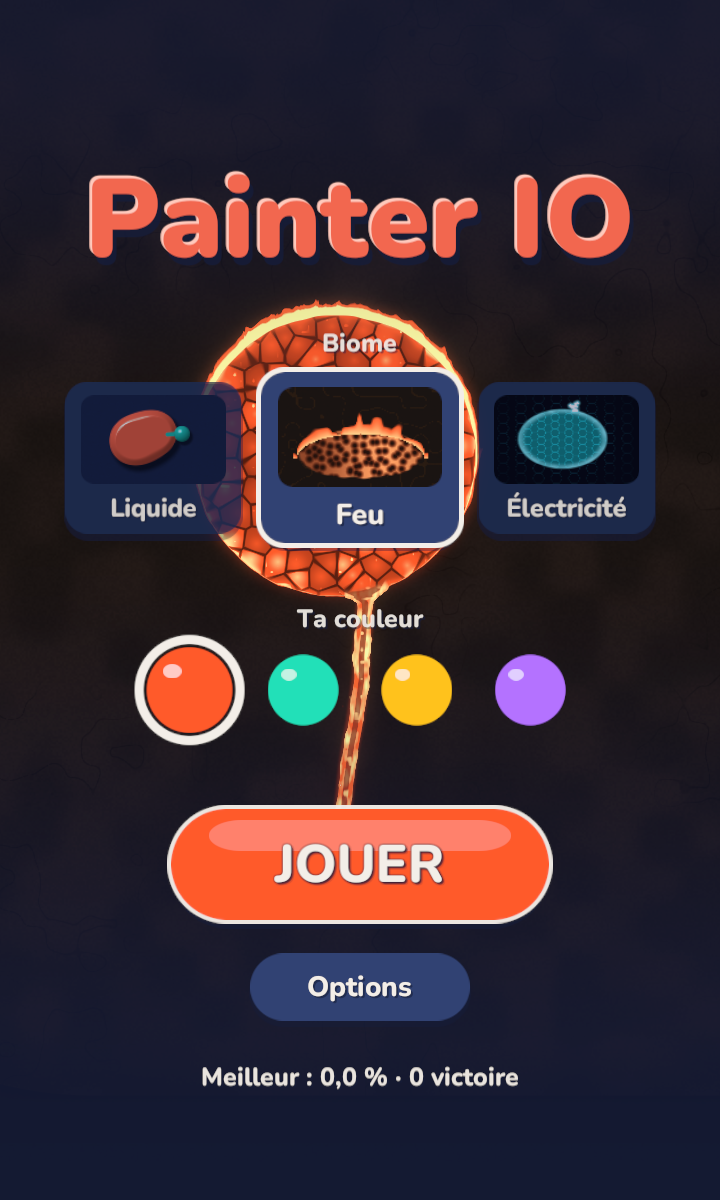 Painter IO
Biome
Liquide
Feu
Électricité
Ta couleur
JOUER
Options
Meilleur : 0,0 % · 0 victoire